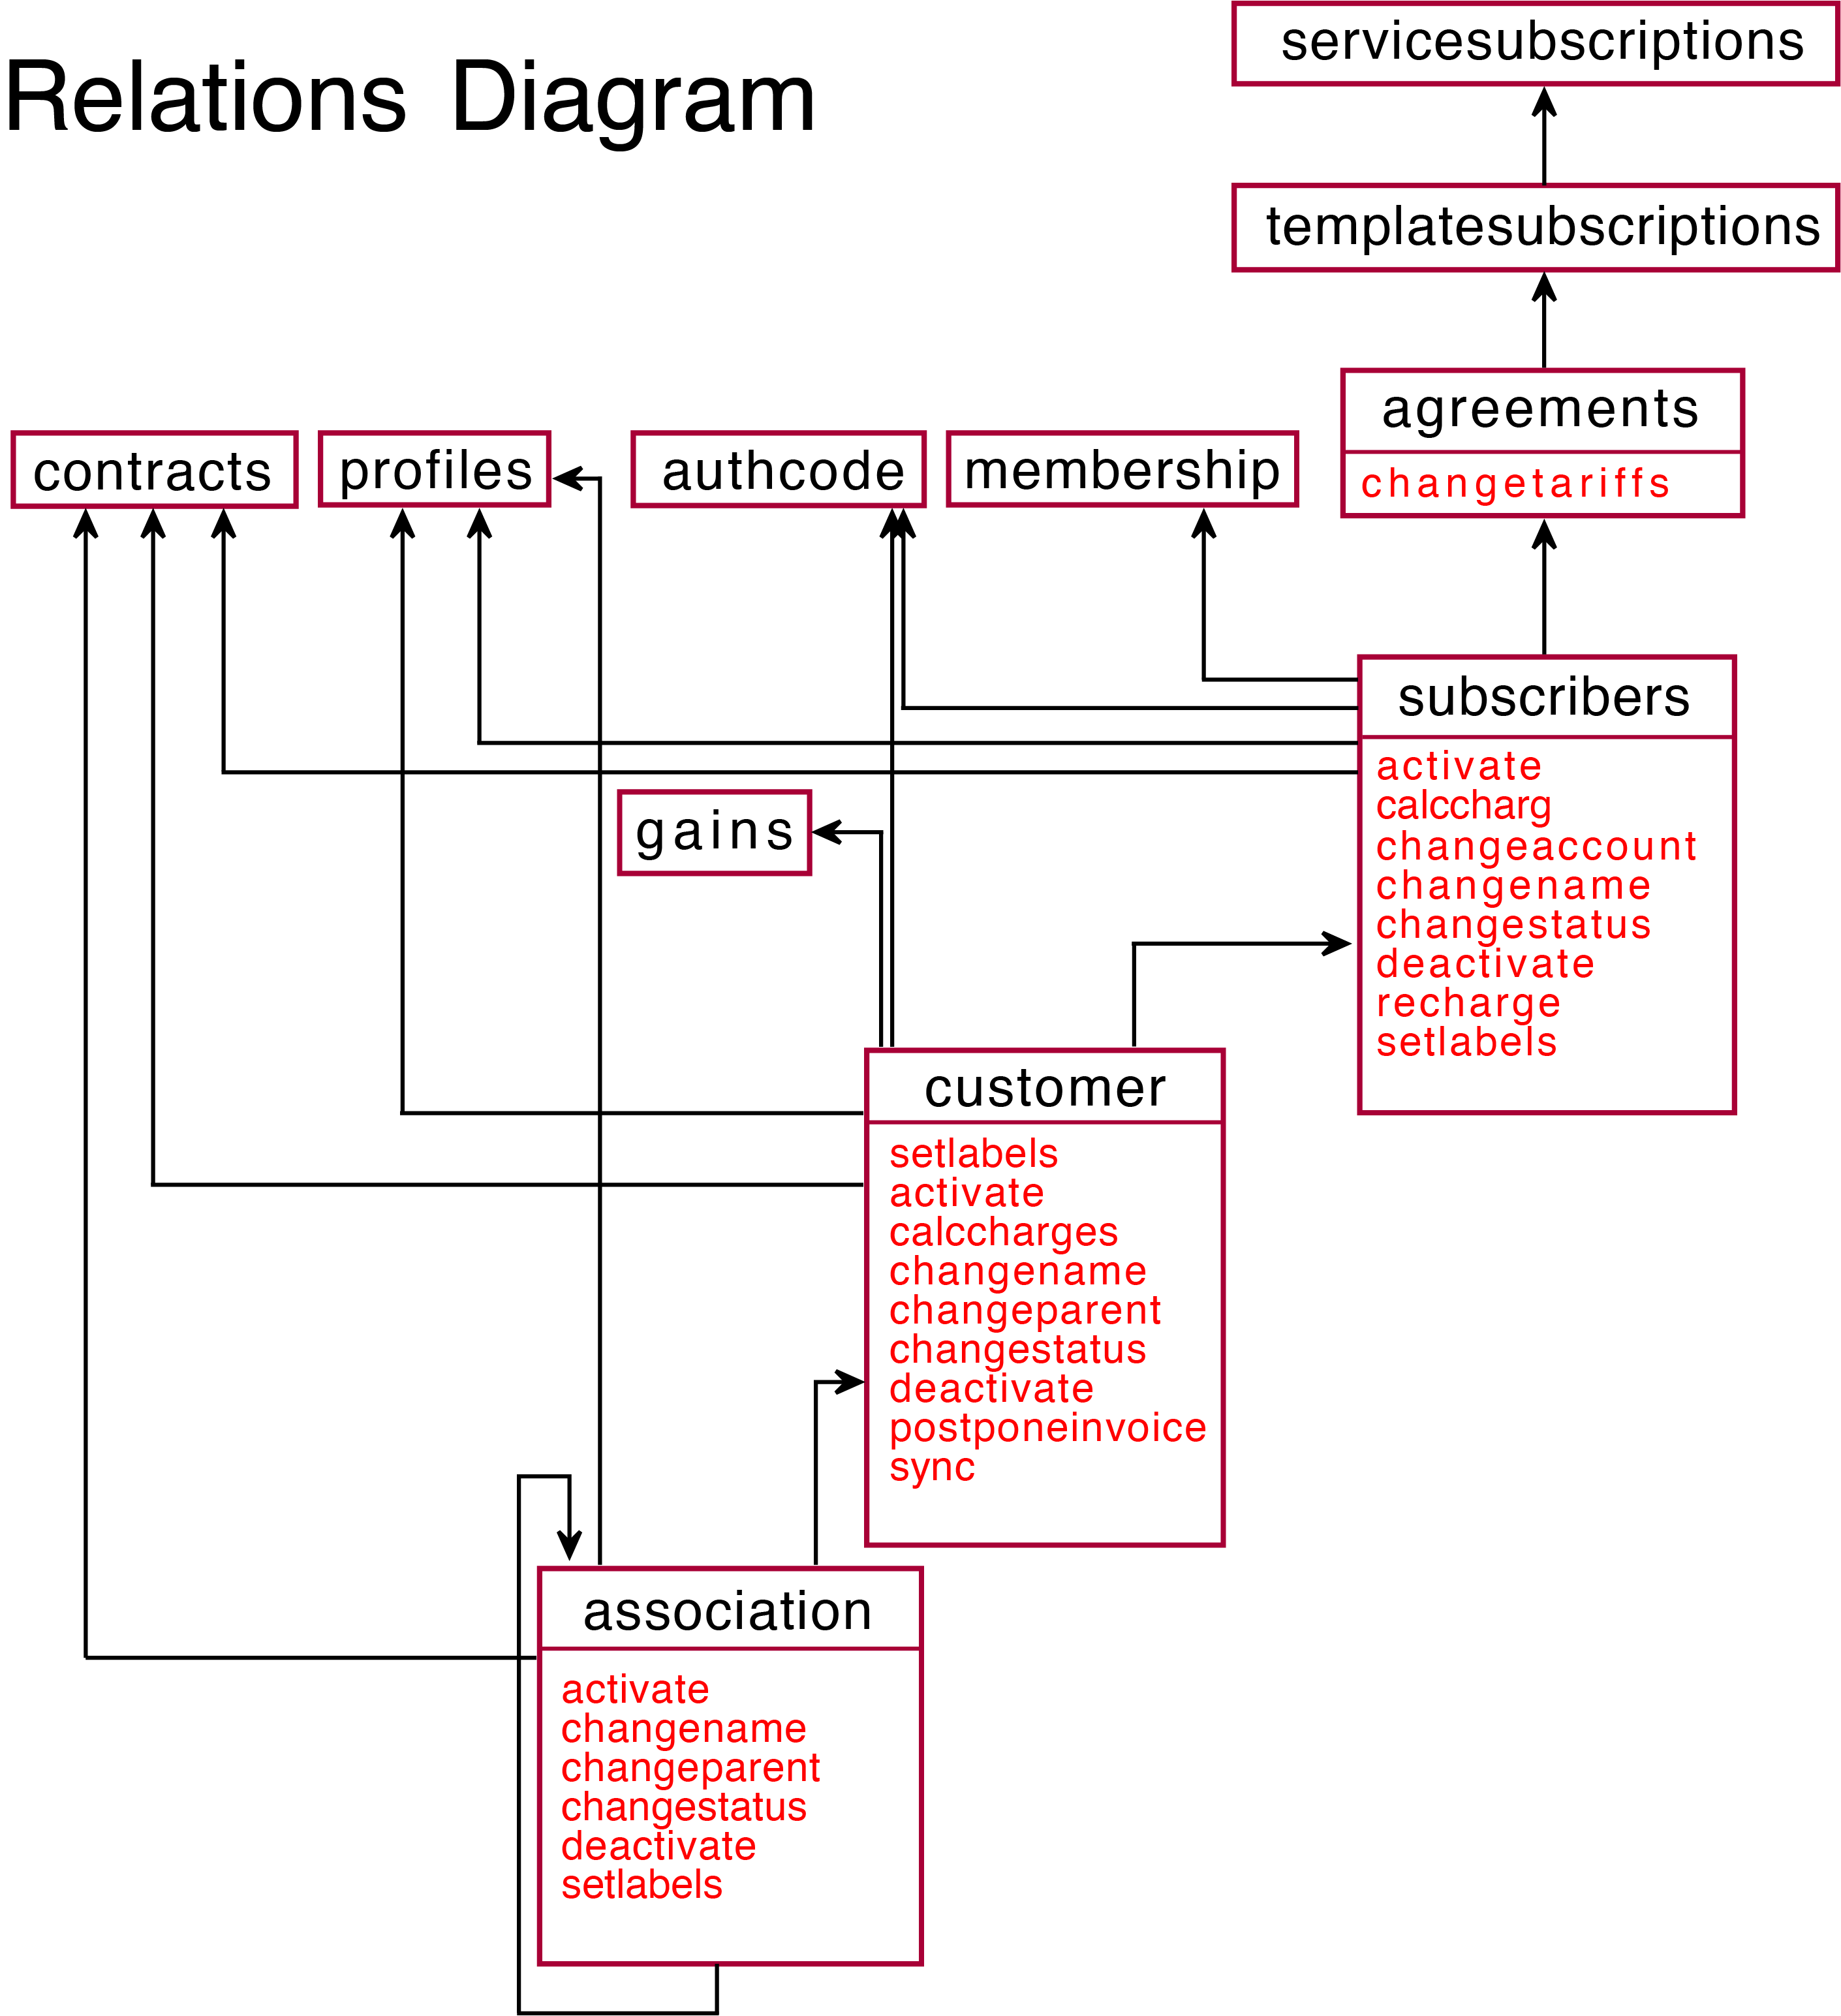 servicesubscriptions
Relations Diagram
templatesubscriptions
agreements
changetariffs
contracts
profiles
authcode
membership
subscribers
activate
calccharg
changeaccount
changename
changestatus
deactivate
recharge
setlabels
gains
customer
setlabels
activate
calccharges
changename
changeparent
changestatus
deactivate
postponeinvoice
sync
association
activate
changename
changeparent
changestatus
deactivate
setlabels